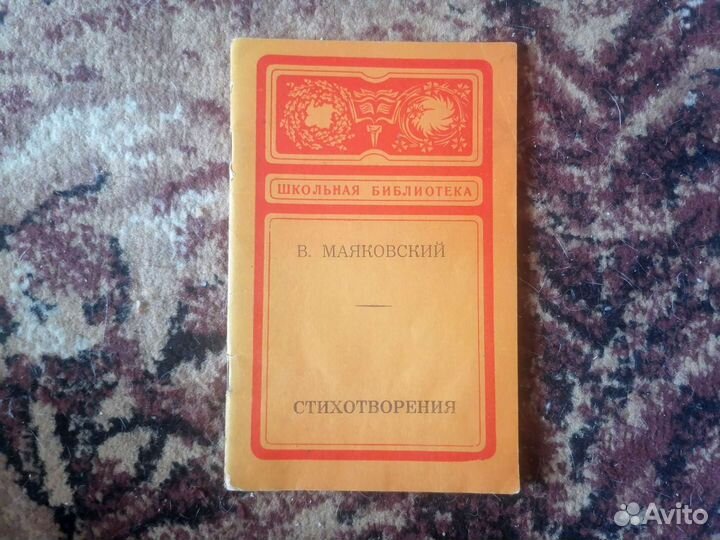 ШКОЛЬНАЯ БИБЛИОТЕКА
В. МАЯКОВСКИЙ
СТИХОТВОРЕНИЯ
Avito